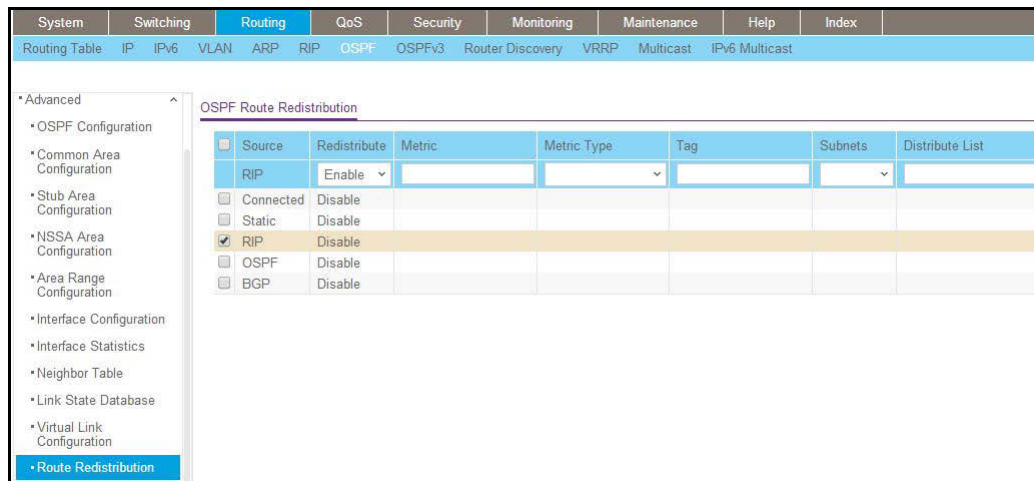 System Switching Routing QoS Security Monitoring Maintenance Help Index
Routing Table IP IPv6 VLAN ARP RIP OSPF OSPFv3 Router Discovery VRRP Multicast IPv6 Multicast
Advanced
OSPF Configuration
Common Area
Configuration
Stub Area
Configuration
NSSA Area
Configuration
Area Range
Configuration
Interface Configuration
Interface Statistics
Neighbor Table
Link State Database
Virtual Link
Configuration
Route Redistribution
OSPF Route Redistribution
Source Redistribute Metric Metric Type Tag Subnets Distribute List
RIP Enable
Connected Disable
Static Disable
RIP Disable
OSPF Disable
BGP Disable